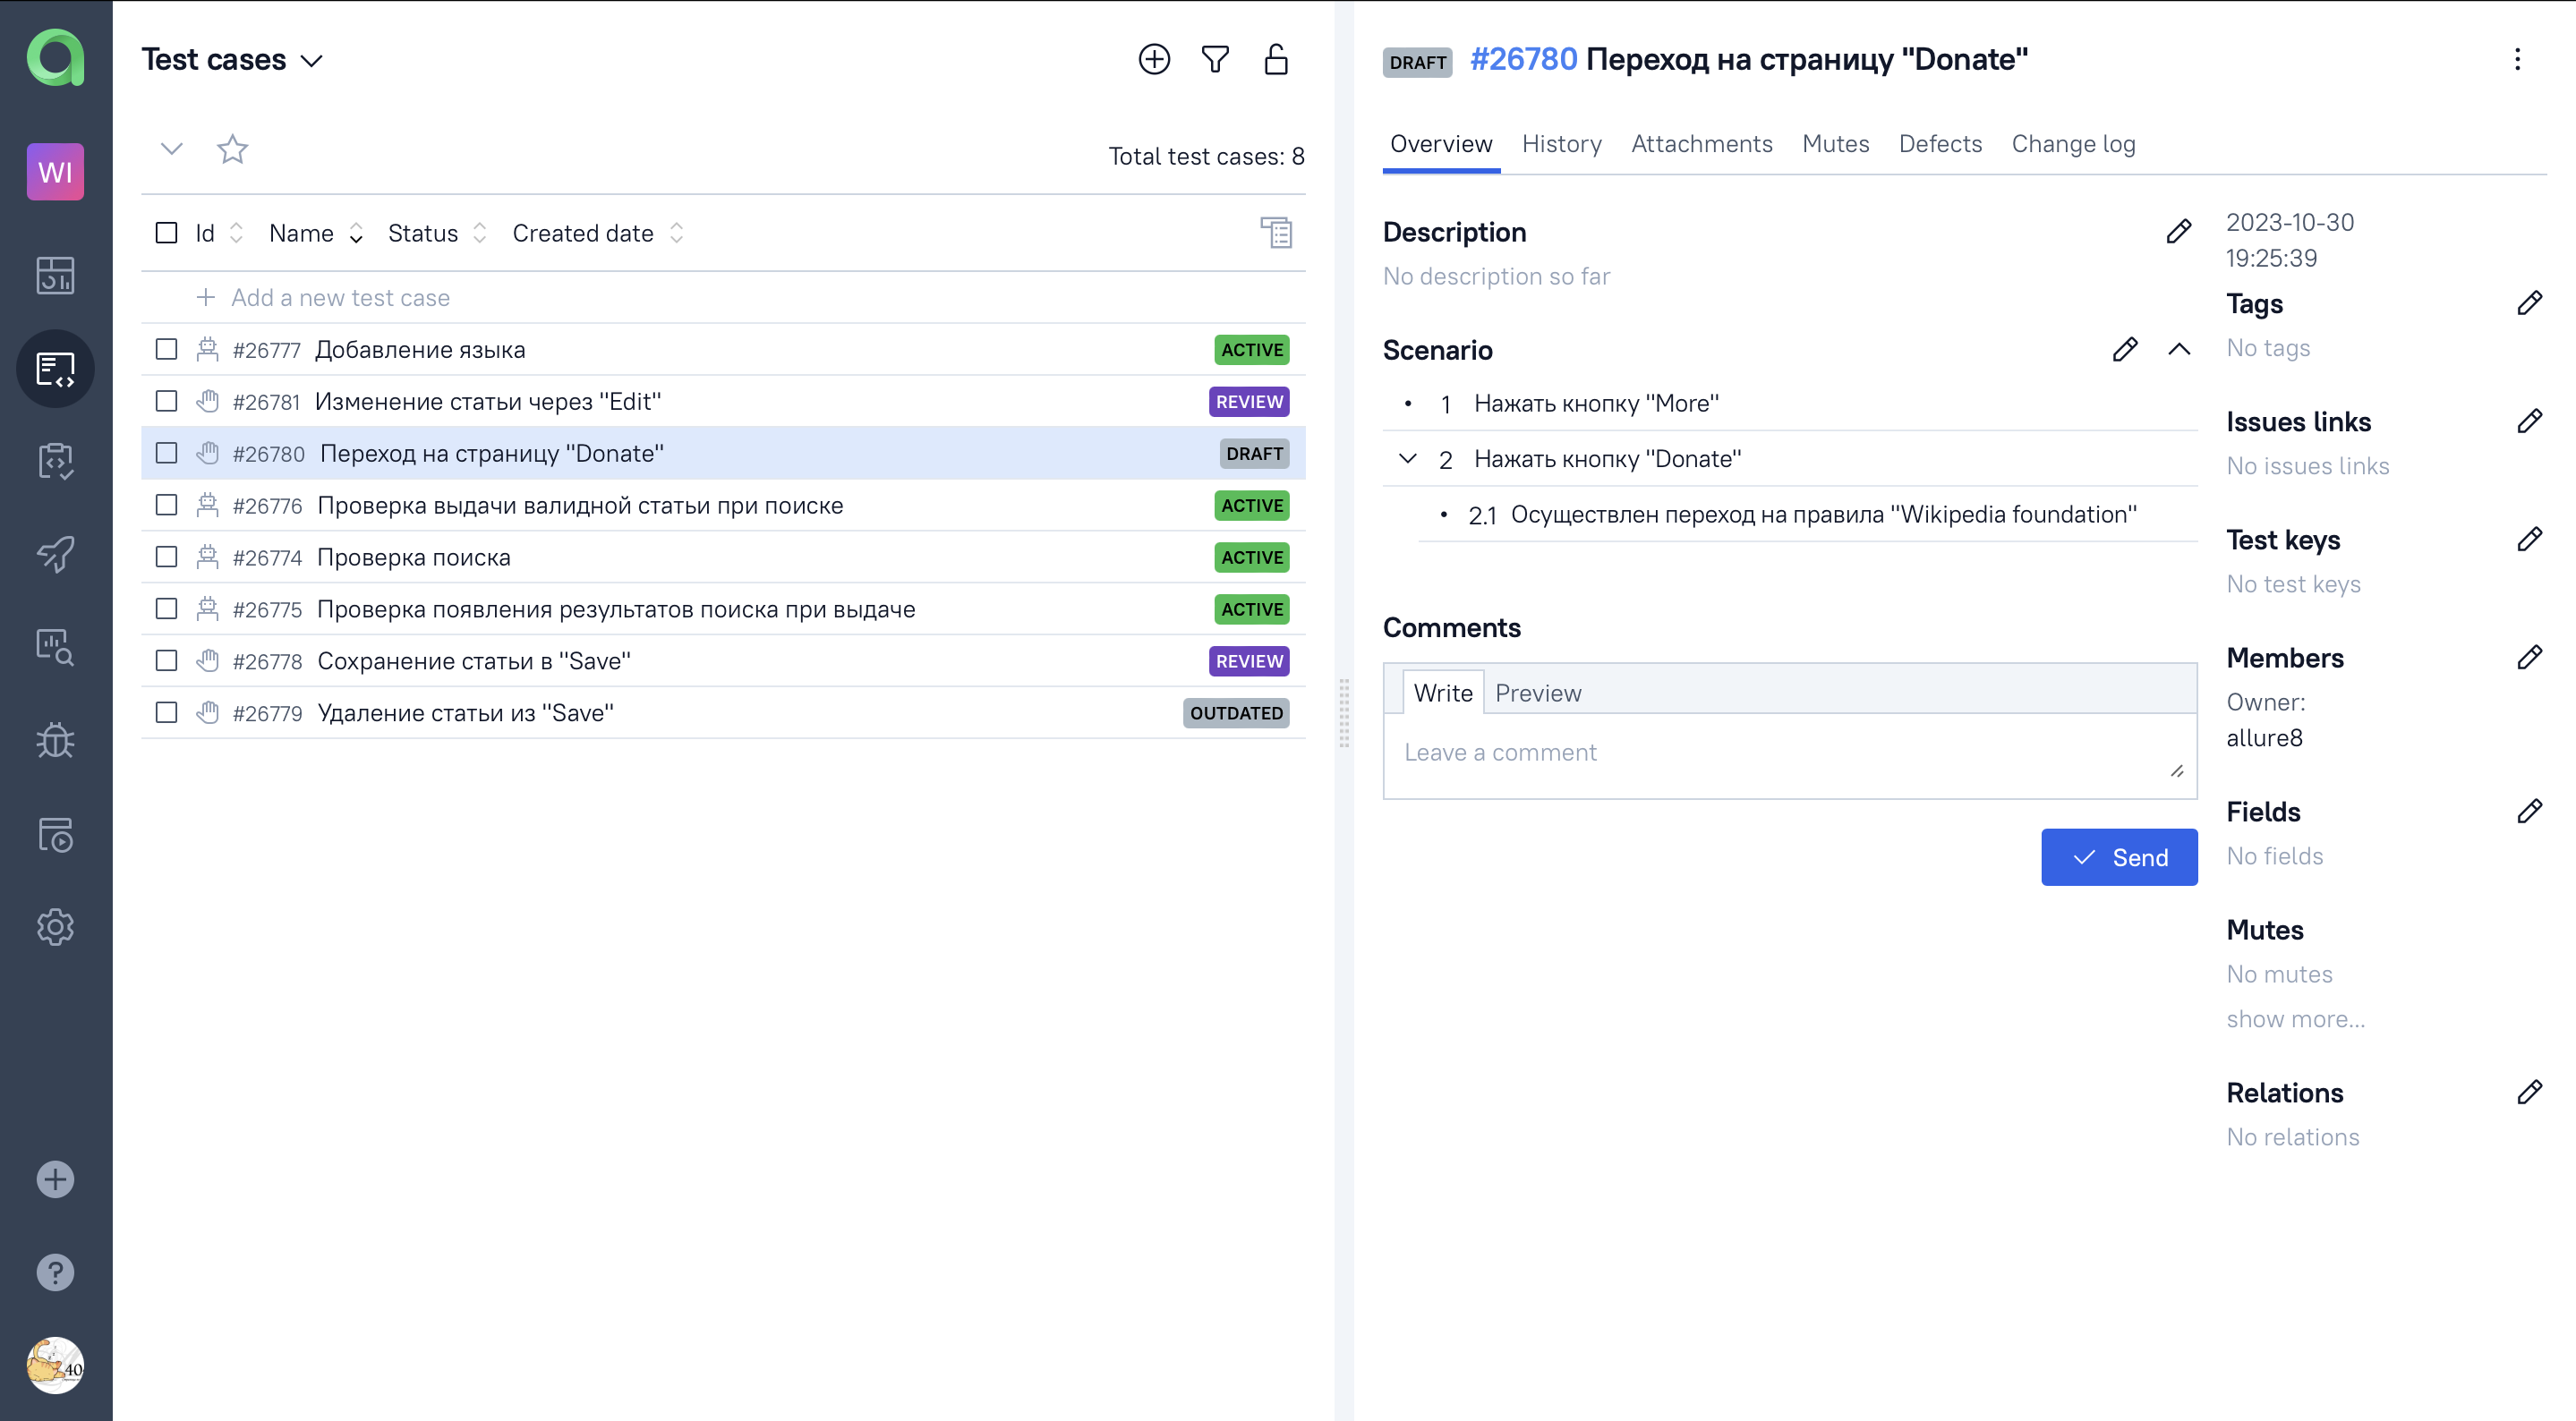 WI
Test cases
Total test cases: 8
Id Name Status Created date
Add a new test case
#26777 Добавление языка ACTIVE
#26781 Изменение статьи через "Edit" REVIEW
#26780 Переход на страницу "Donate" DRAFT
#26776 Проверка выдачи валидной статьи при поиске ACTIVE
#26774 Проверка поиска ACTIVE
#26775 Проверка появления результатов поиска при выдаче ACTIVE
#26778 Сохранение статьи в "Save" REVIEW
#26779 Удаление статьи из "Save" OUTDATED
40
DRAFT #26780 Переход на страницу "Donate"
Overview History Attachments Mutes Defects Change log
Description
No description so far
Scenario
1 Нажать кнопку "More"
2 Нажать кнопку "Donate"
2.1 Осуществлен переход на правила "Wikipedia foundation"
Comments
Write Preview
Leave a comment
Send
2023-10-30
19:25:39
Tags
No tags
Issues links
No issues links
Test keys
No test keys
Members
Owner:
allure8
Fields
No fields
Mutes
No mutes
show more...
Relations
No relations